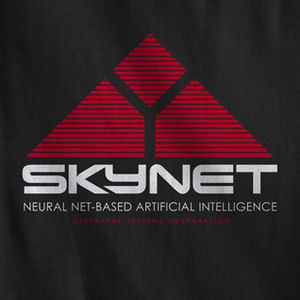 SKYNET
NEURAL NET-BASED ARTIFICIAL INTELLIGENCE
CYBERDYNE SYSTEMS CORPORATION